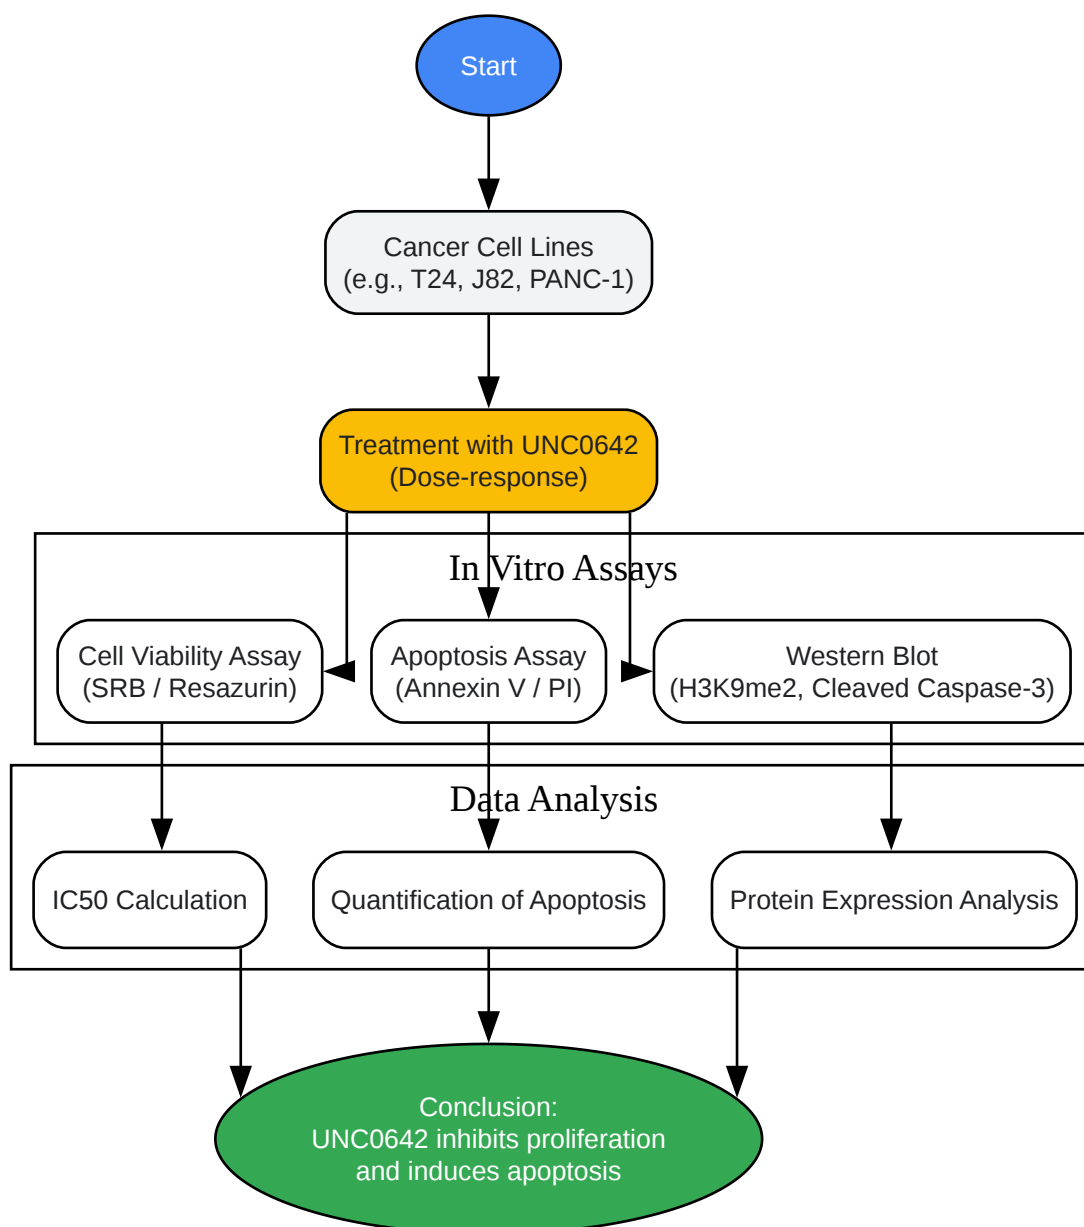 Start
Cancer Cell Lines
(e.g., T24, J82, PANC-1)
Treatment with UNC0642
(Dose-response)
In Vitro Assays
Cell Viability Assay
(SRB / Resazurin)
Apoptosis Assay
(Annexin V / PI)
Western Blot
(H3K9me2, Cleaved Caspase-3)
Data Analysis
IC50 Calculation
Quantification of Apoptosis
Protein Expression Analysis
Conclusion:
UNC0642 inhibits proliferation
and induces apoptosis